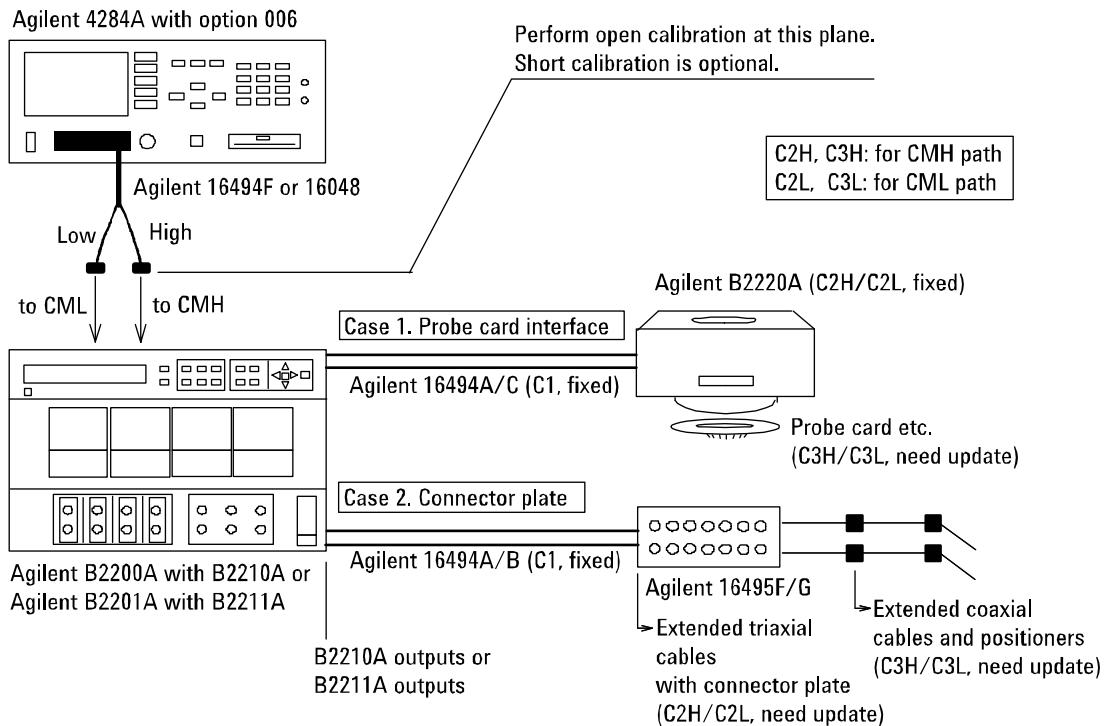 Agilent 4284A with option 006
Perform open calibration at this plane.
Short calibration is optional.
C2H, C3H: for CMH path
C2L, C3L: for CML path
Agilent 16494F or 16048
Low
High
to CML
to CMH
Agilent B2220A (C2H/C2L, fixed)
Case 1. Probe card interface
Agilent 16494A/C (C1, fixed)
Probe card etc.
(C3H/C3L, need update)
Case 2. Connector plate
Agilent 16494A/B (C1, fixed)
Agilent B2200A with B2210A or
Agilent B2201A with B2211A
Agilent 16495F/G
B2210A outputs or
B2211A outputs
Extended triaxial
cables
with connector plate
(C2H/C2L, need update)
Extended coaxial
cables and positioners
(C3H/C3L, need update)